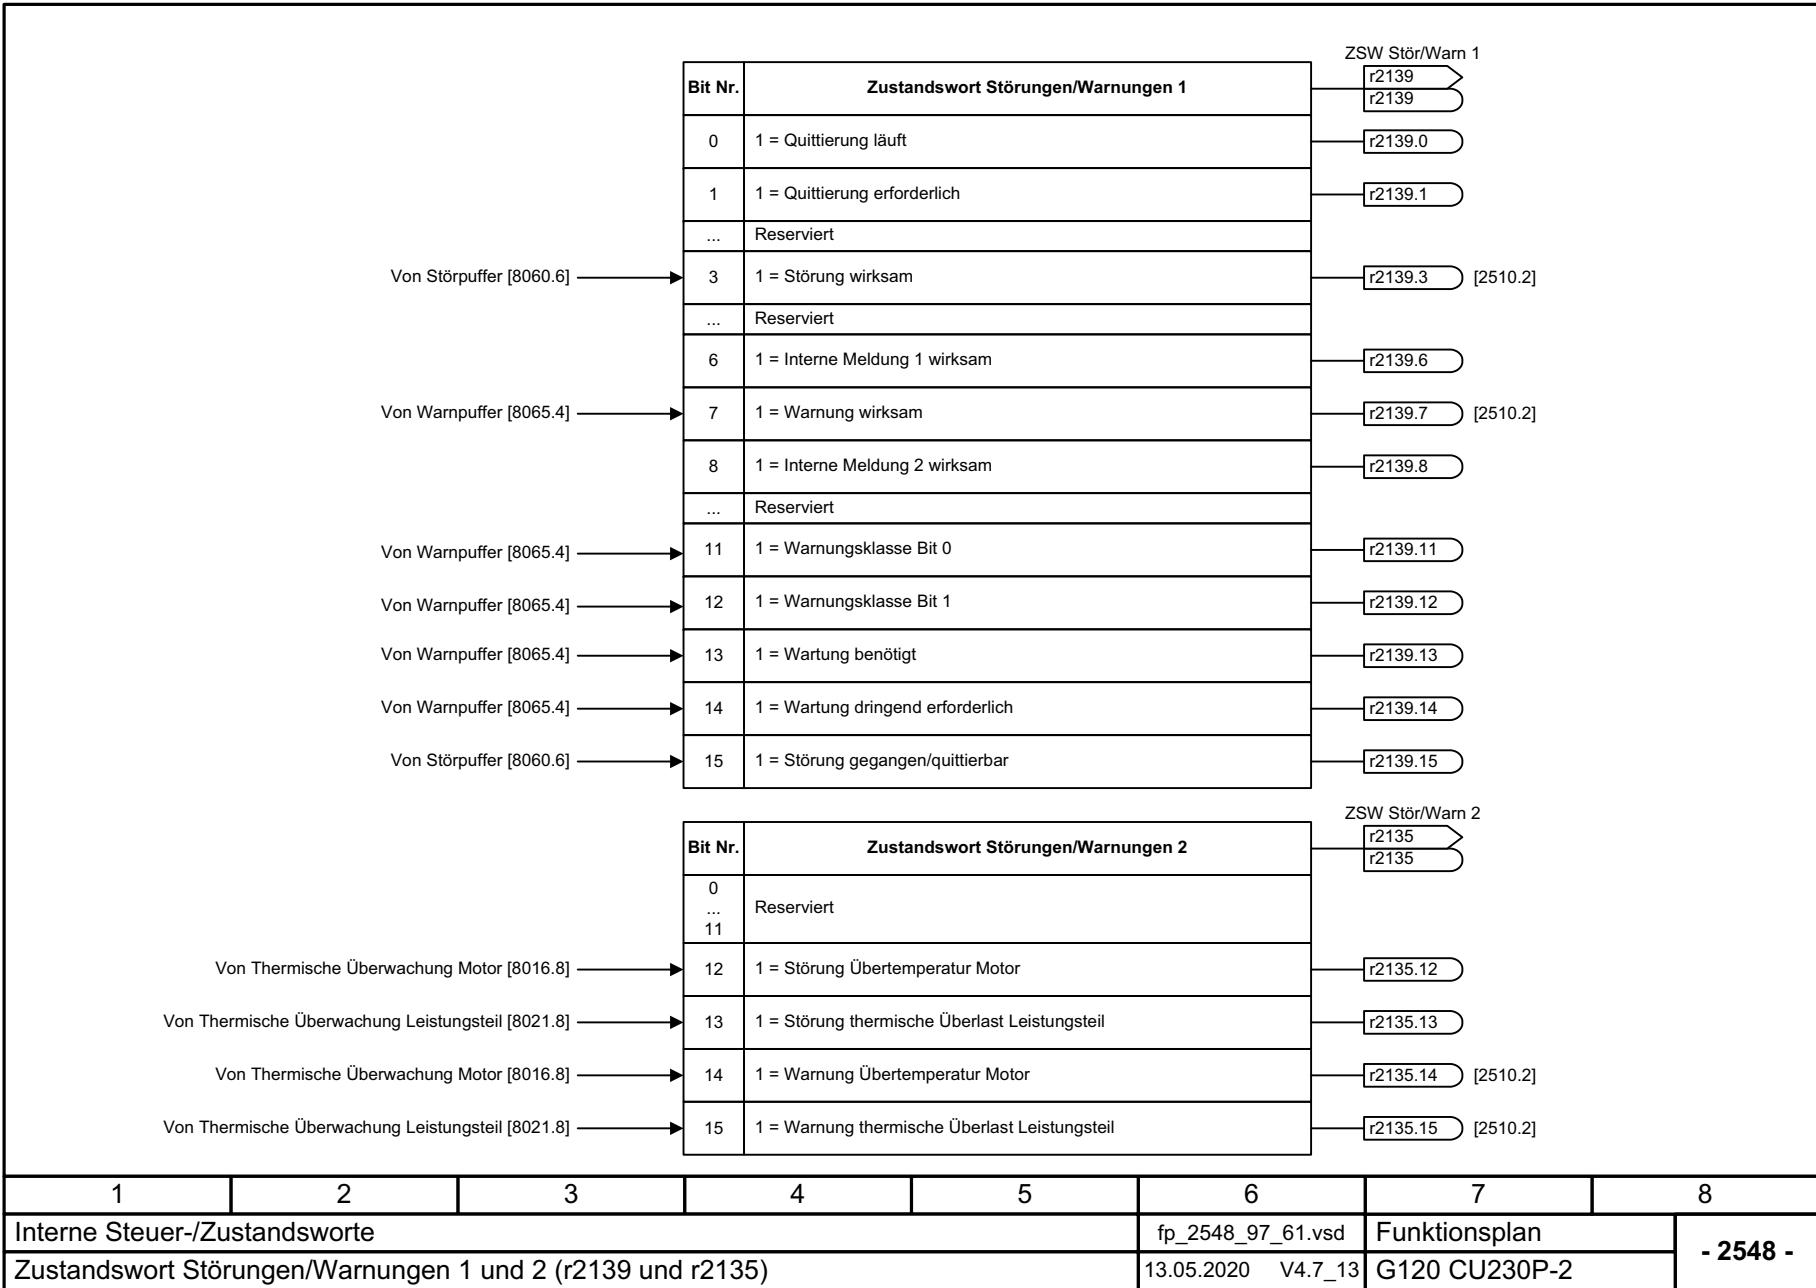 ZSW Stör/Warn 1
Bit Nr. Zustandswort Störungen/Warnungen 1 r2139
r2139
0 1 = Quittierung läuft r2139.0
1 1 = Quittierung erforderlich r2139.1
... Reserviert
Von Störpuffer [8060.6] 3 1 = Störung wirksam r2139.3 [2510.2]
... Reserviert
6 1 = Interne Meldung 1 wirksam r2139.6
Von Warnpuffer [8065.4] 7 1 = Warnung wirksam r2139.7 [2510.2]
8 1 = Interne Meldung 2 wirksam r2139.8
... Reserviert
Von Warnpuffer [8065.4] 11 1 = Warnungsklasse Bit 0 r2139.11
Von Warnpuffer [8065.4] 12 1 = Warnungsklasse Bit 1 r2139.12
Von Warnpuffer [8065.4] 13 1 = Wartung benötigt r2139.13
Von Warnpuffer [8065.4] 14 1 = Wartung dringend erforderlich r2139.14
Von Störpuffer [8060.6] 15 1 = Störung gegangen/quittierbar r2139.15
ZSW Stör/Warn 2
Bit Nr. Zustandswort Störungen/Warnungen 2 r2135
r2135
0
... Reserviert
11
Von Thermische Überwachung Motor [8016.8] 12 1 = Störung Übertemperatur Motor r2135.12
Von Thermische Überwachung Leistungsteil [8021.8] 13 1 = Störung thermische Überlast Leistungsteil r2135.13
Von Thermische Überwachung Motor [8016.8] 14 1 = Warnung Übertemperatur Motor r2135.14 [2510.2]
Von Thermische Überwachung Leistungsteil [8021.8] 15 1 = Warnung thermische Überlast Leistungsteil r2135.15 [2510.2]
1 2 3 4 5 6 7 8
Interne Steuer-/Zustandsworte fp_2548_97_61.vsd Funktionsplan - 2548 -
Zustandswort Störungen/Warnungen 1 und 2 (r2139 und r2135) 13.05.2020 V4.7_13 G120 CU230P-2